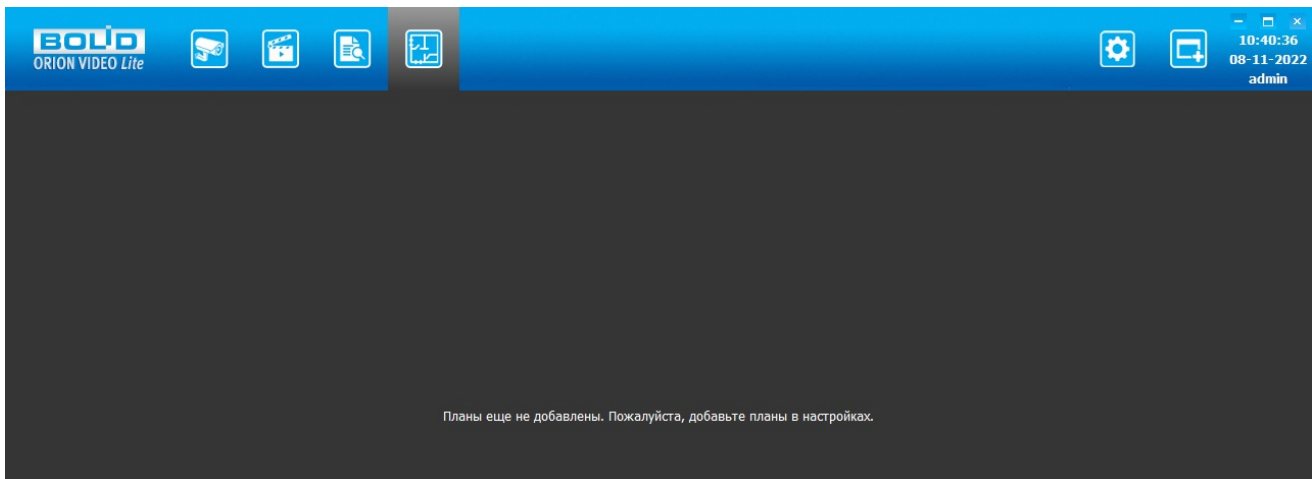 BOLID
ORION VIDEO Lite
10:40:36
08-11-2022
admin
Планы еще не добавлены. Пожалуйста, добавьте планы в настройках.